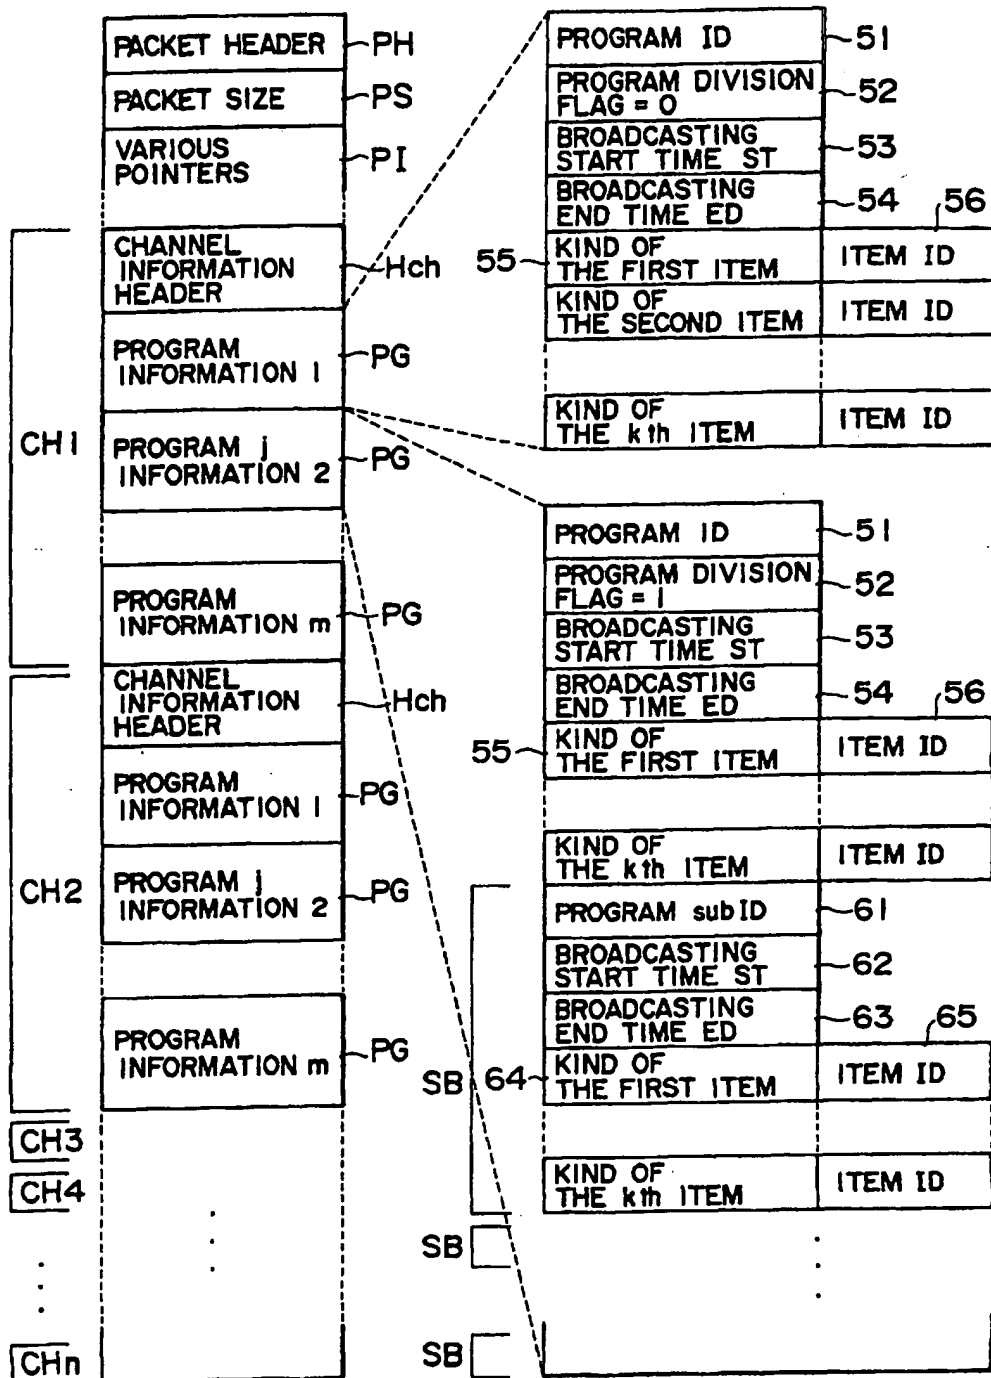 PACKET HEADER
PH
PACKET SIZE
PS
VARIOUS
POINTERS
PI
CH1
CHANNEL
INFORMATION
HEADER
Hch
PROGRAM
INFORMATION 1
PG
PROGRAM j
INFORMATION 2
PG
PROGRAM
INFORMATION m
PG
CH2
CHANNEL
INFORMATION
HEADER
Hch
PROGRAM
INFORMATION 1
PG
PROGRAM j
INFORMATION 2
PG
PROGRAM
INFORMATION m
PG
CH3
CH4
CHn
PROGRAM ID
51
PROGRAM DIVISION
FLAG = 0
52
BROADCASTING
START TIME ST
53
BROADCASTING
END TIME ED
54
56
55
KIND OF
THE FIRST ITEM
ITEM ID
KIND OF
THE SECOND ITEM
ITEM ID
KIND OF
THE kth ITEM
ITEM ID
PROGRAM ID
51
PROGRAM DIVISION
FLAG = 1
52
BROADCASTING
START TIME ST
53
BROADCASTING
END TIME ED
54
56
55
KIND OF
THE FIRST ITEM
ITEM ID
KIND OF
THE kth ITEM
ITEM ID
SB
PROGRAM subID
61
BROADCASTING
START TIME ST
62
BROADCASTING
END TIME ED
63
65
64
KIND OF
THE FIRST ITEM
ITEM ID
KIND OF
THE kth ITEM
ITEM ID
SB
SB